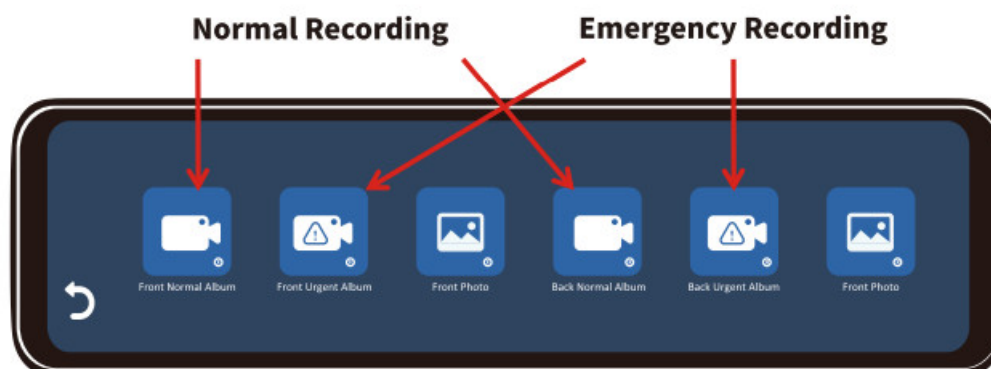 Normal Recording
Emergency Recording
Front Normal Album
Front Urgent Album
Front Photo
Back Normal Album
Back Urgent Album
Front Photo